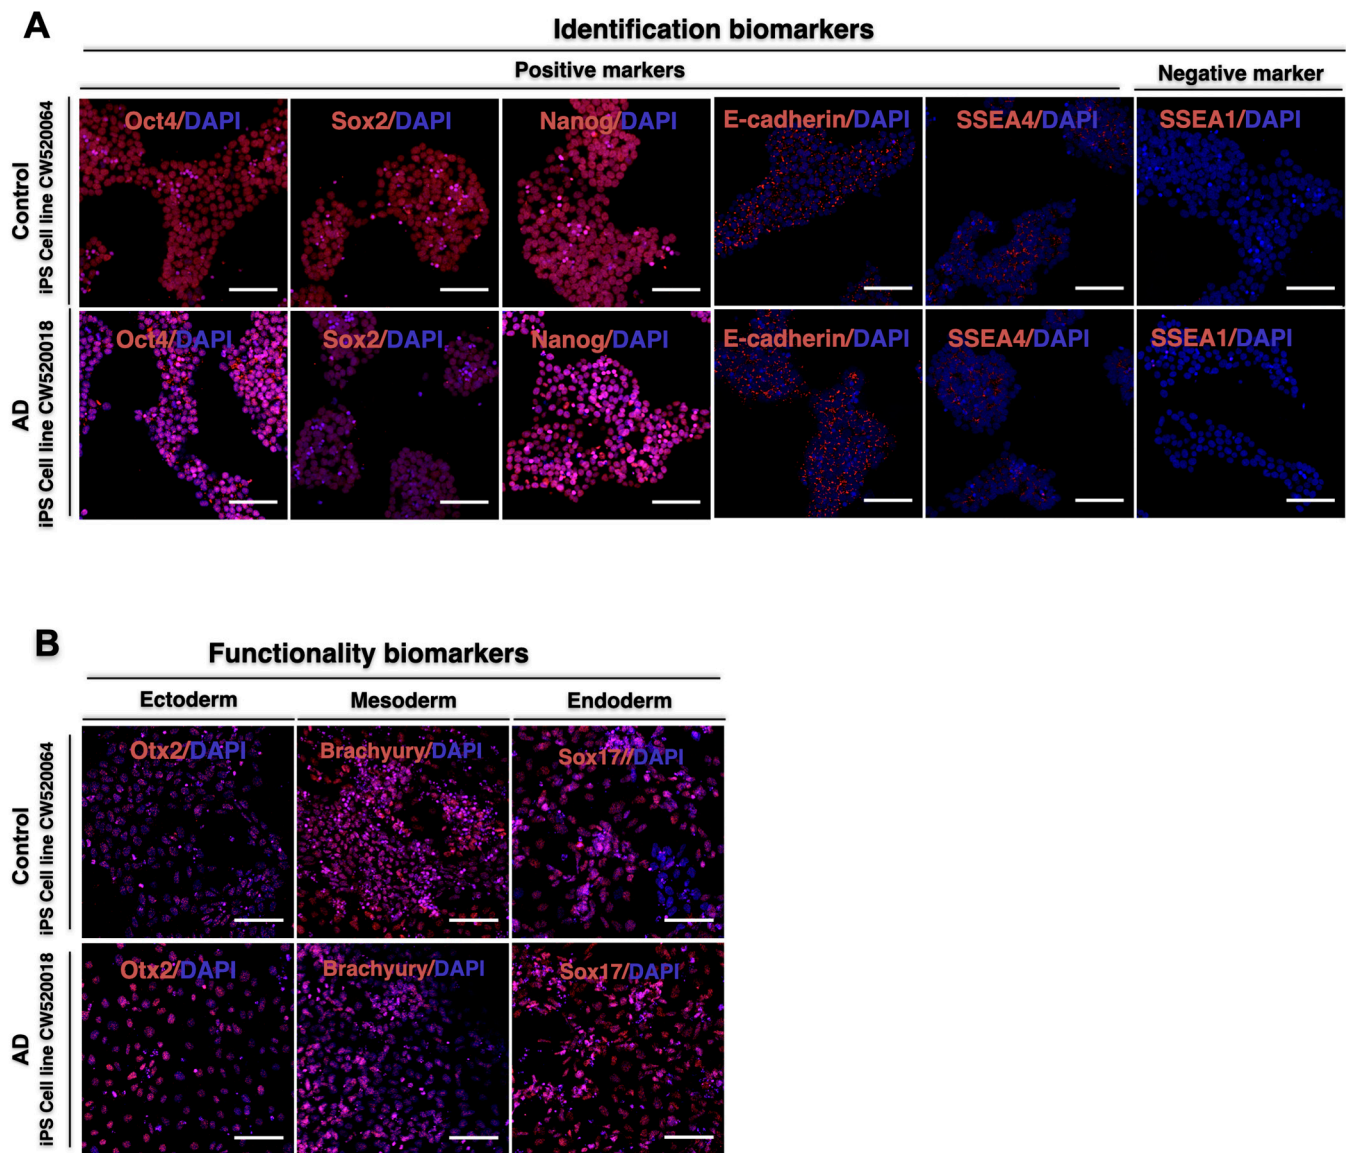 A
Identification biomarkers
Positive markers
Negative marker
Control
iPS Cell line CW520064
Oct4/DAPI
Sox2/DAPI
Nanog/DAPI
E-cadherin/DAPI
SSEA4/DAPI
SSEA1/DAPI
AD
iPS Cell line CW520018
Oct4/DAPI
Sox2/DAPI
Nanog/DAPI
E-cadherin/DAPI
SSEA4/DAPI
SSEA1/DAPI
B
Functionality biomarkers
Ectoderm
Mesoderm
Endoderm
Control
iPS Cell line CW520064
Otx2/DAPI
Brachyury/DAPI
Sox17//DAPI
AD
iPS Cell line CW520018
Otx2/DAPI
Brachyury/DAPI
Sox17/DAPI